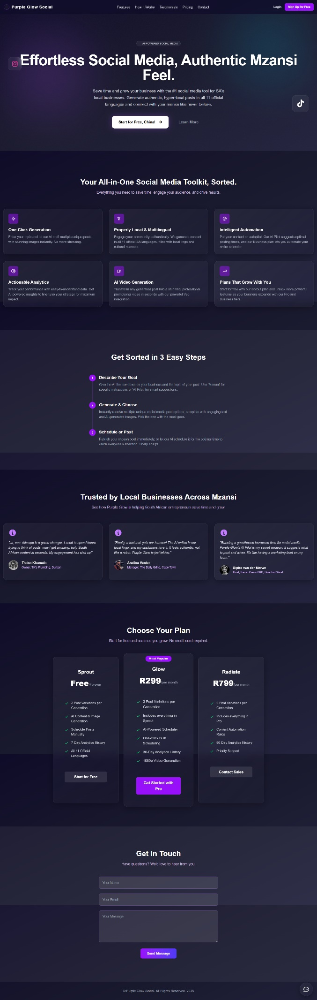 Purple Glow Social
Features
How It Works
Testimonials
Pricing
Contact
Login
Sign Up for Free
AI-POWERED SOCIAL MEDIA
Effortless Social Media, Authentic Mzansi
Feel.
Save time and grow your business with the #1 social media tool for SA's
local businesses. Generate authentic, hyper-local posts in all 11 official
languages and connect with your mense like never before.
Start for Free, China!
Learn More
Your All-in-One Social Media Toolkit, Sorted.
Everything you need to save time, engage your audience, and drive results.
One-Click Generation
Enter your topic and let our AI craft multiple unique posts
with stunning images instantly. No more stressing.
Properly Local & Multilingual
Engage your community authentically. We generate content
in all 11 official SA languages, filled with local lingo and
cultural nuances.
Intelligent Automation
Put your content on autopilot. Our AI Pilot suggests optimal
posting times, and our Business plan lets you automate your
entire calendar.
Actionable Analytics
Track your performance with easy-to-understand data. Get
AI-powered insights to fine-tune your strategy for maximum
impact.
AI Video Generation
Transform any generated post into a stunning, professional
promotional video in seconds with our powerful Veo
integration.
Plans That Grow With You
Start for free with our Sprout plan and unlock more powerful
features as your business expands with our Pro and
Business tiers.
Get Sorted in 3 Easy Steps
1
Describe Your Goal
Give the AI the low-down on your business and the topic of your post. Use 'Manual' for
specific instructions or 'AI Pilot' for smart suggestions.
2
Generate & Choose
Instantly receive multiple unique social media post options, complete with engaging text
and AI-generated images. Pick the one with the most gees.
3
Schedule or Post
Publish your chosen post immediately, or let our AI schedule it for the optimal time to
catch everyone's attention. Sharp sharp!
Trusted by Local Businesses Across Mzansi
See how Purple Glow is helping South African entrepreneurs save time and grow.
"Ja, nee, this app is a game-changer. I used to spend hours
trying to think of posts, now I get amazing, truly South
African content in seconds. My engagement has shot up!"
Thabo Khumalo
Owner, TK's Plumbing, Durban
"Finally, a tool that gets our humour! The AI writes in our
local lingo, and my customers love it. It feels authentic, not
like a robot. Purple Glow is just lekker."
Anelisa Venter
Manager, The Daily Grind, Cape Town
"Running a guesthouse leaves no time for social media.
Purple Glow's AI Pilot is my secret weapon. It suggests what
to post and when. It's like having a marketing boet on my
team."
Sipho van der Merwe
Host, Karoo Oasis B&B, Beaufort West
Choose Your Plan
Start for free and scale as you grow. No credit card required.
Sprout
Free/Forever
2 Post Variations per
Generation
AI Content & Image
Generation
Schedule Posts
Manually
7-Day Analytics History
All 11 Official
Languages
Start for Free
Most Popular
Glow
R299/per month
3 Post Variations per
Generation
Includes everything in
Sprout
AI-Powered Scheduler
One-Click Bulk
Scheduling
30-Day Analytics History
1080p Video Generation
Get Started with
Pro
Radiate
R799/per month
5 Post Variations per
Generation
Includes everything in
Pro
Content Automation
Rules
90-Day Analytics History
Priority Support
Contact Sales
Get in Touch
Have questions? We'd love to hear from you.
Your Name
Your Email
Your Message
Send Message
© Purple Glow Social. All Rights Reserved. 2025